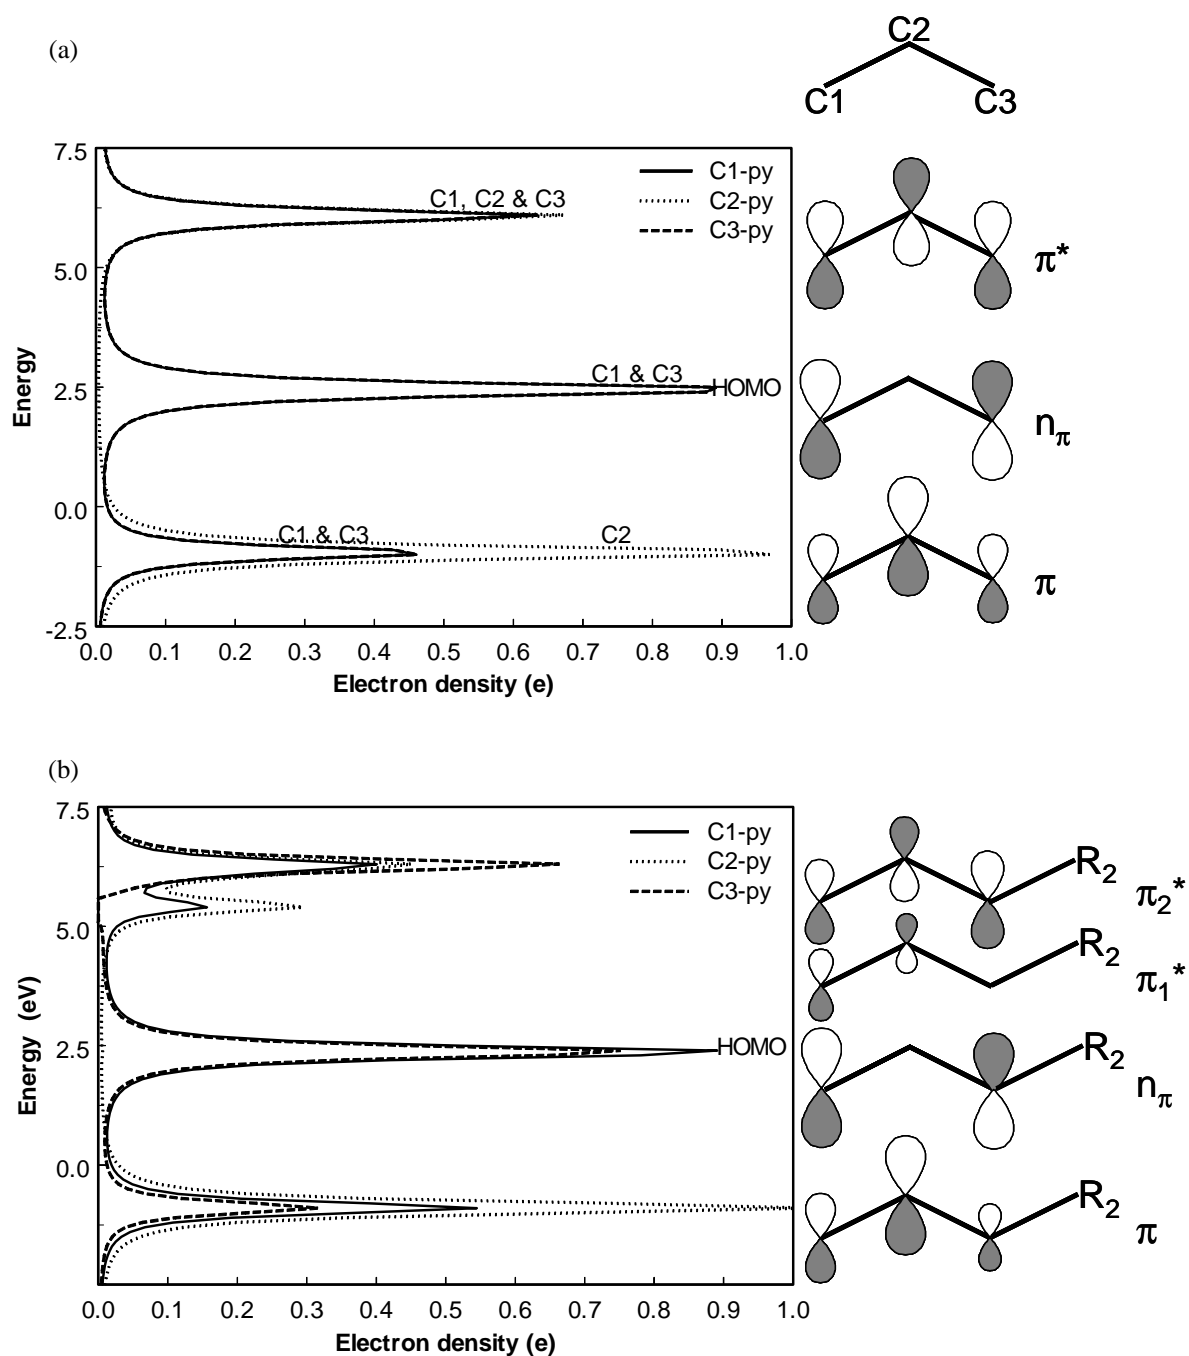 (a)
C2
C1
C3
7.5
5.0
2.5
0.0
-2.5
Energy
C1-py
C2-py
C3-py
C1, C2 & C3
C1 & C3
HOMO
C1 & C3
C2
0.0 0.1 0.2 0.3 0.4 0.5 0.6 0.7 0.8 0.9 1.0
Electron density (e)
π*
nπ
π
(b)
7.5
5.0
2.5
0.0
Energy (eV)
C1-py
C2-py
C3-py
HOMO
0.0 0.1 0.2 0.3 0.4 0.5 0.6 0.7 0.8 0.9 1.0
Electron density (e)
R2
π2*
R2
π1*
R2
nπ
R2
π